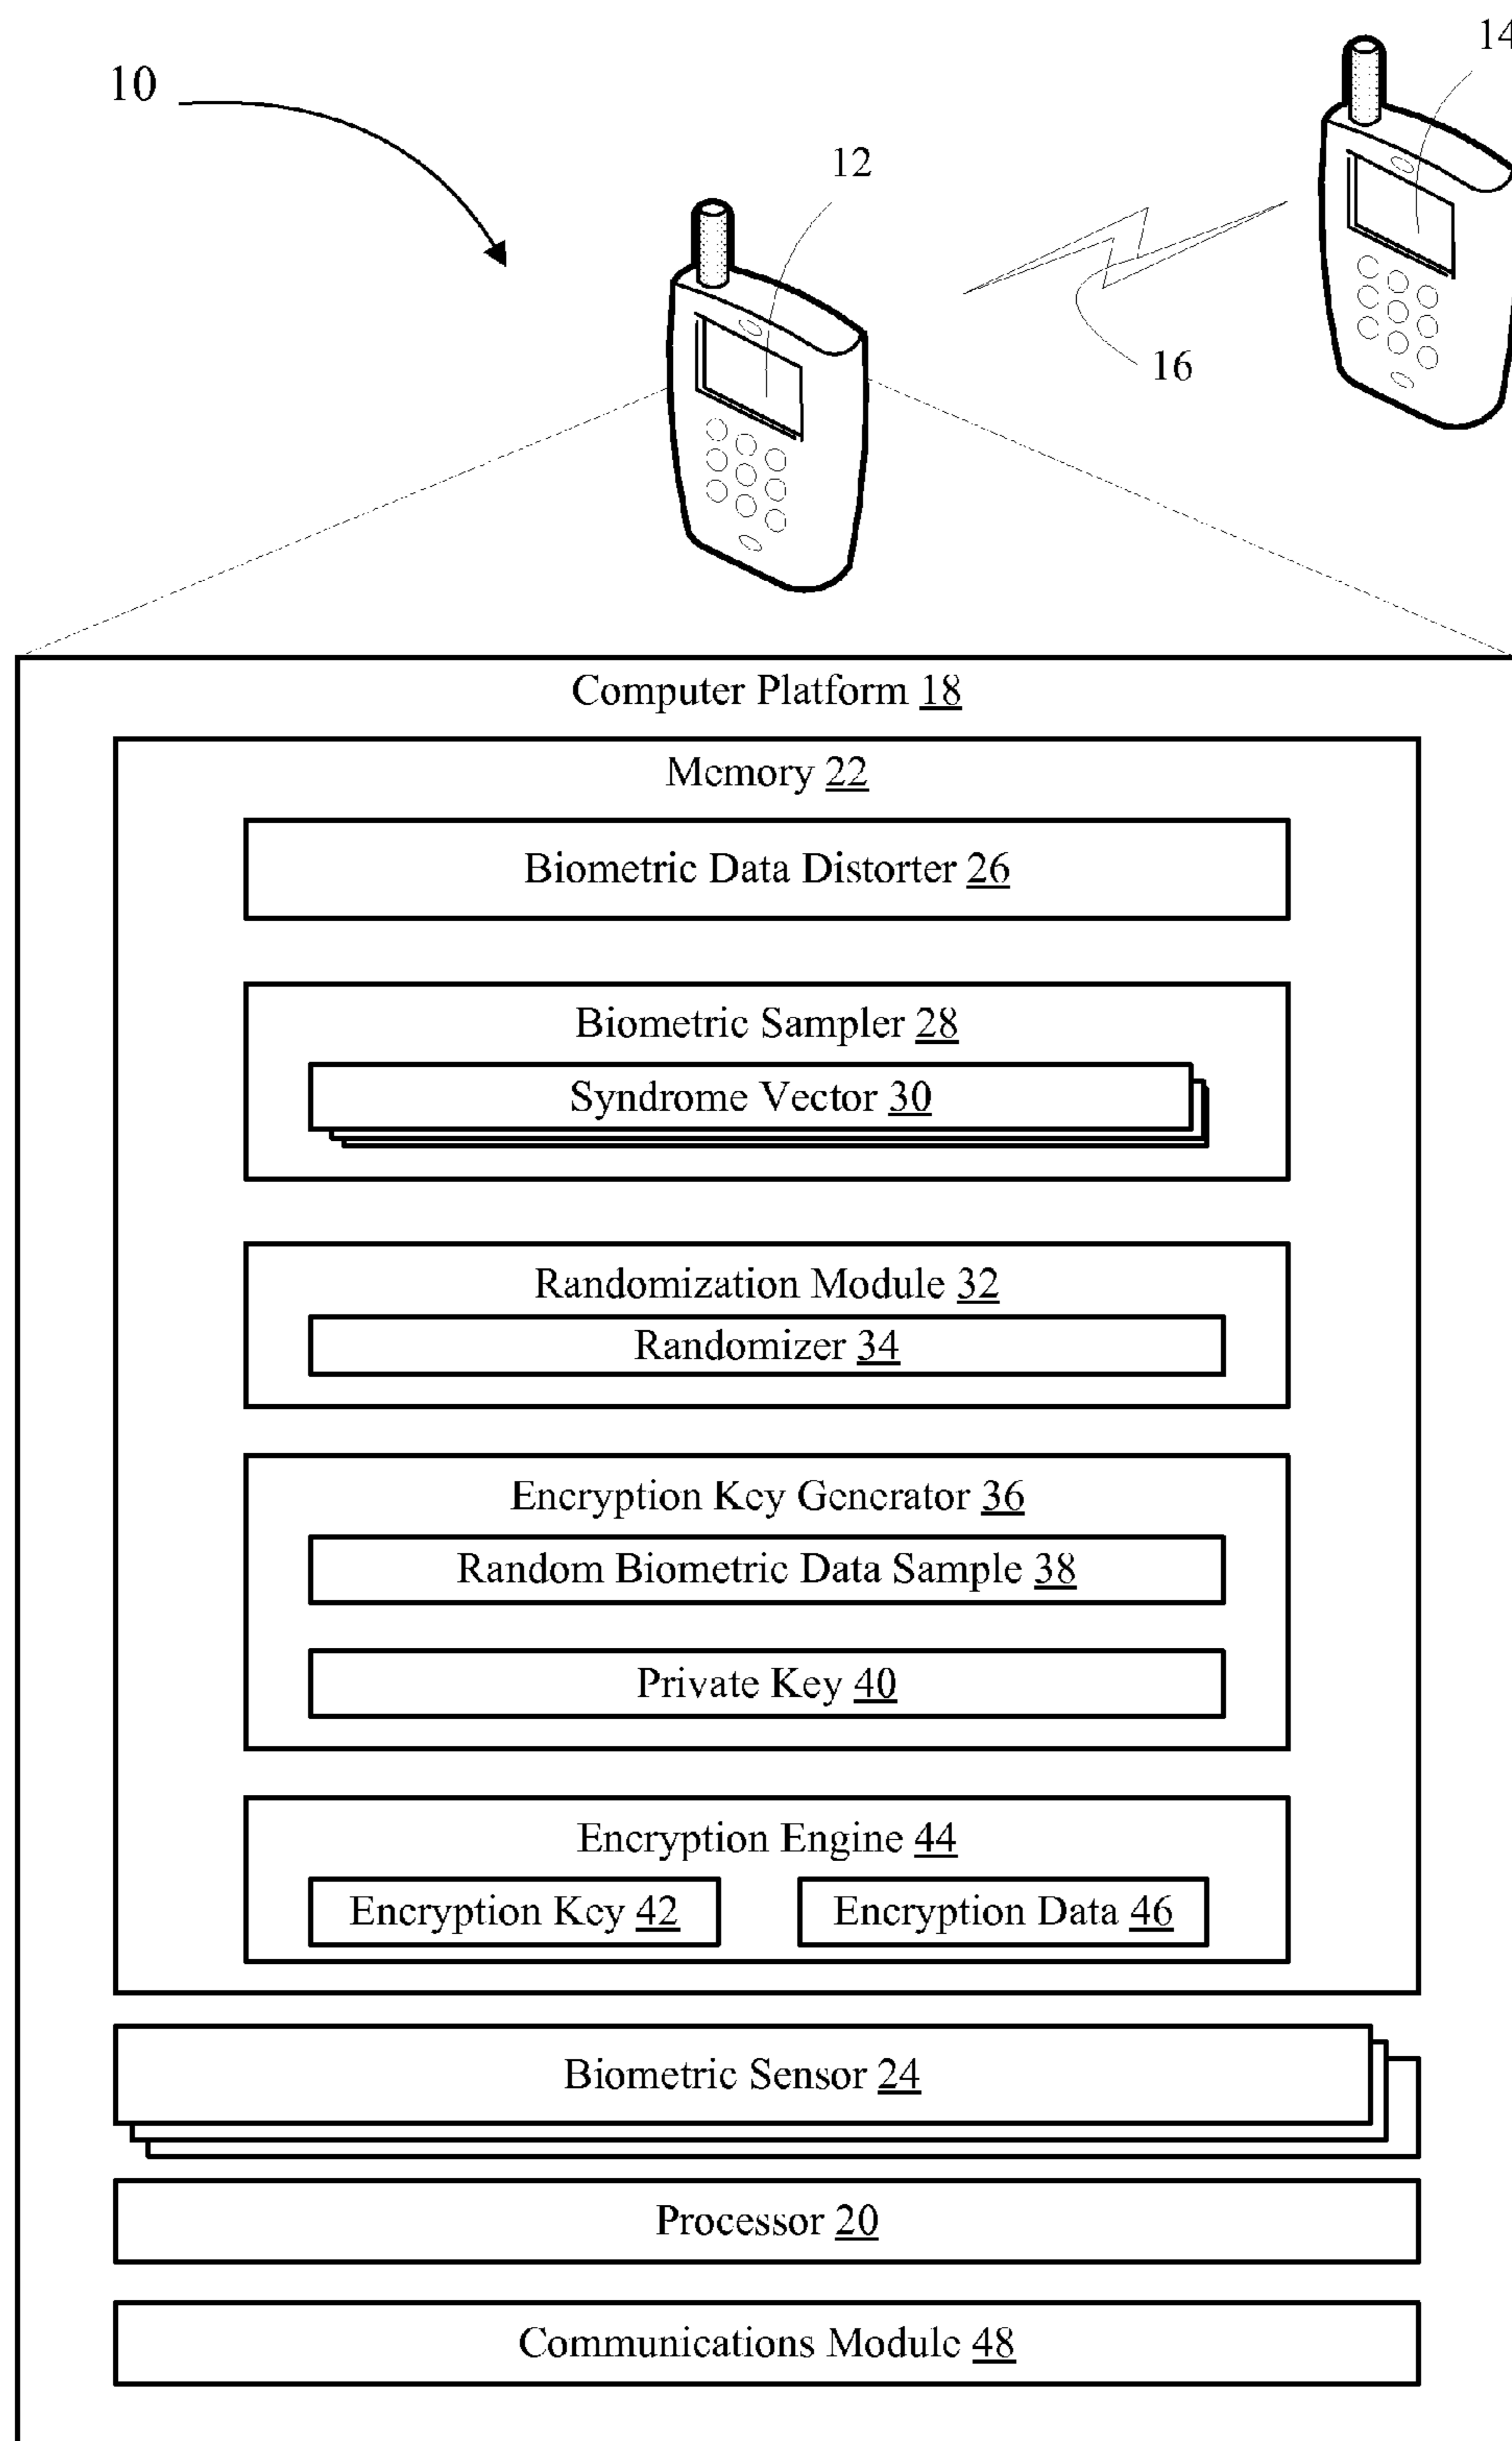 14
10
12
16
Computer Platform 18
Memory 22
Biometric Data Distorter 26
Biometric Sampler 28
Syndrome Vector 30
Randomization Module 32
Randomizer 34
Encryption Key Generator 36
Random Biometric Data Sample 38
Private Key 40
Encryption Engine 44
Encryption Key 42
Encryption Data 46
Biometric Sensor 24
Processor 20
Communications Module 48